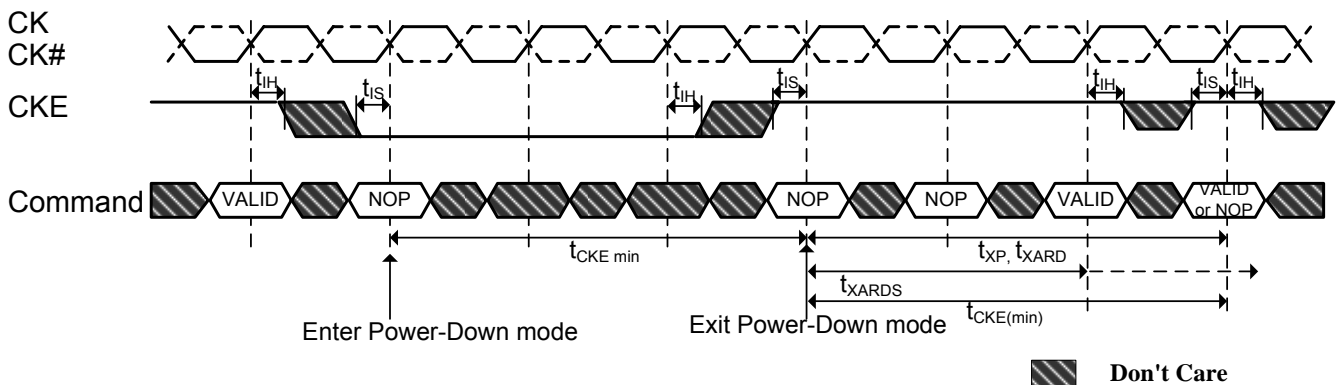 CK
CK#
tIH
tIS
tIH
tIS
tIH
tIS
tIH
CKE
Command
VALID
NOP
NOP
NOP
VALID
VALID
or NOP
tCKE min
tXP, tXARD
tXARDS
tCKE(min)
Enter Power-Down mode
Exit Power-Down mode
Don't Care